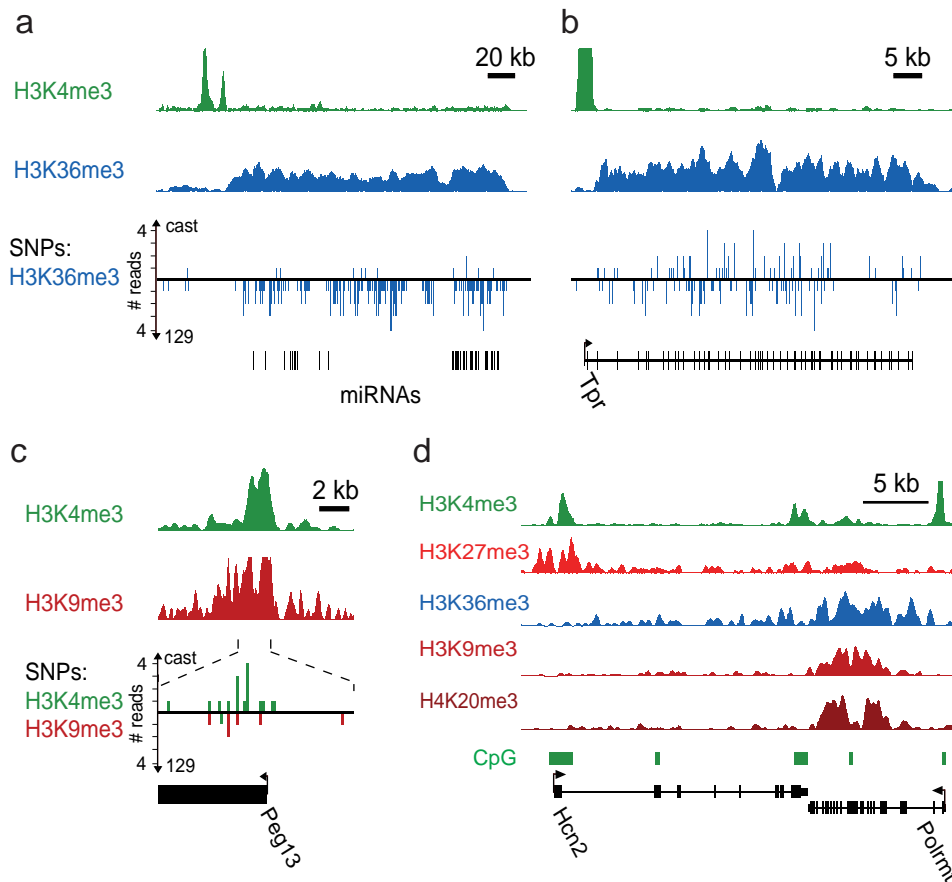 a
20 kb
H3K4me3
H3K36me3
SNPs:
H3K36me3
4
cast
# reads
4
129
miRNAs
b
5 kb
Tpr
c
2 kb
H3K4me3
H3K9me3
SNPs:
H3K4me3
H3K9me3
4
cast
# reads
4
129
Peg13
d
5 kb
H3K4me3
H3K27me3
H3K36me3
H3K9me3
H4K20me3
CpG
Hcn2